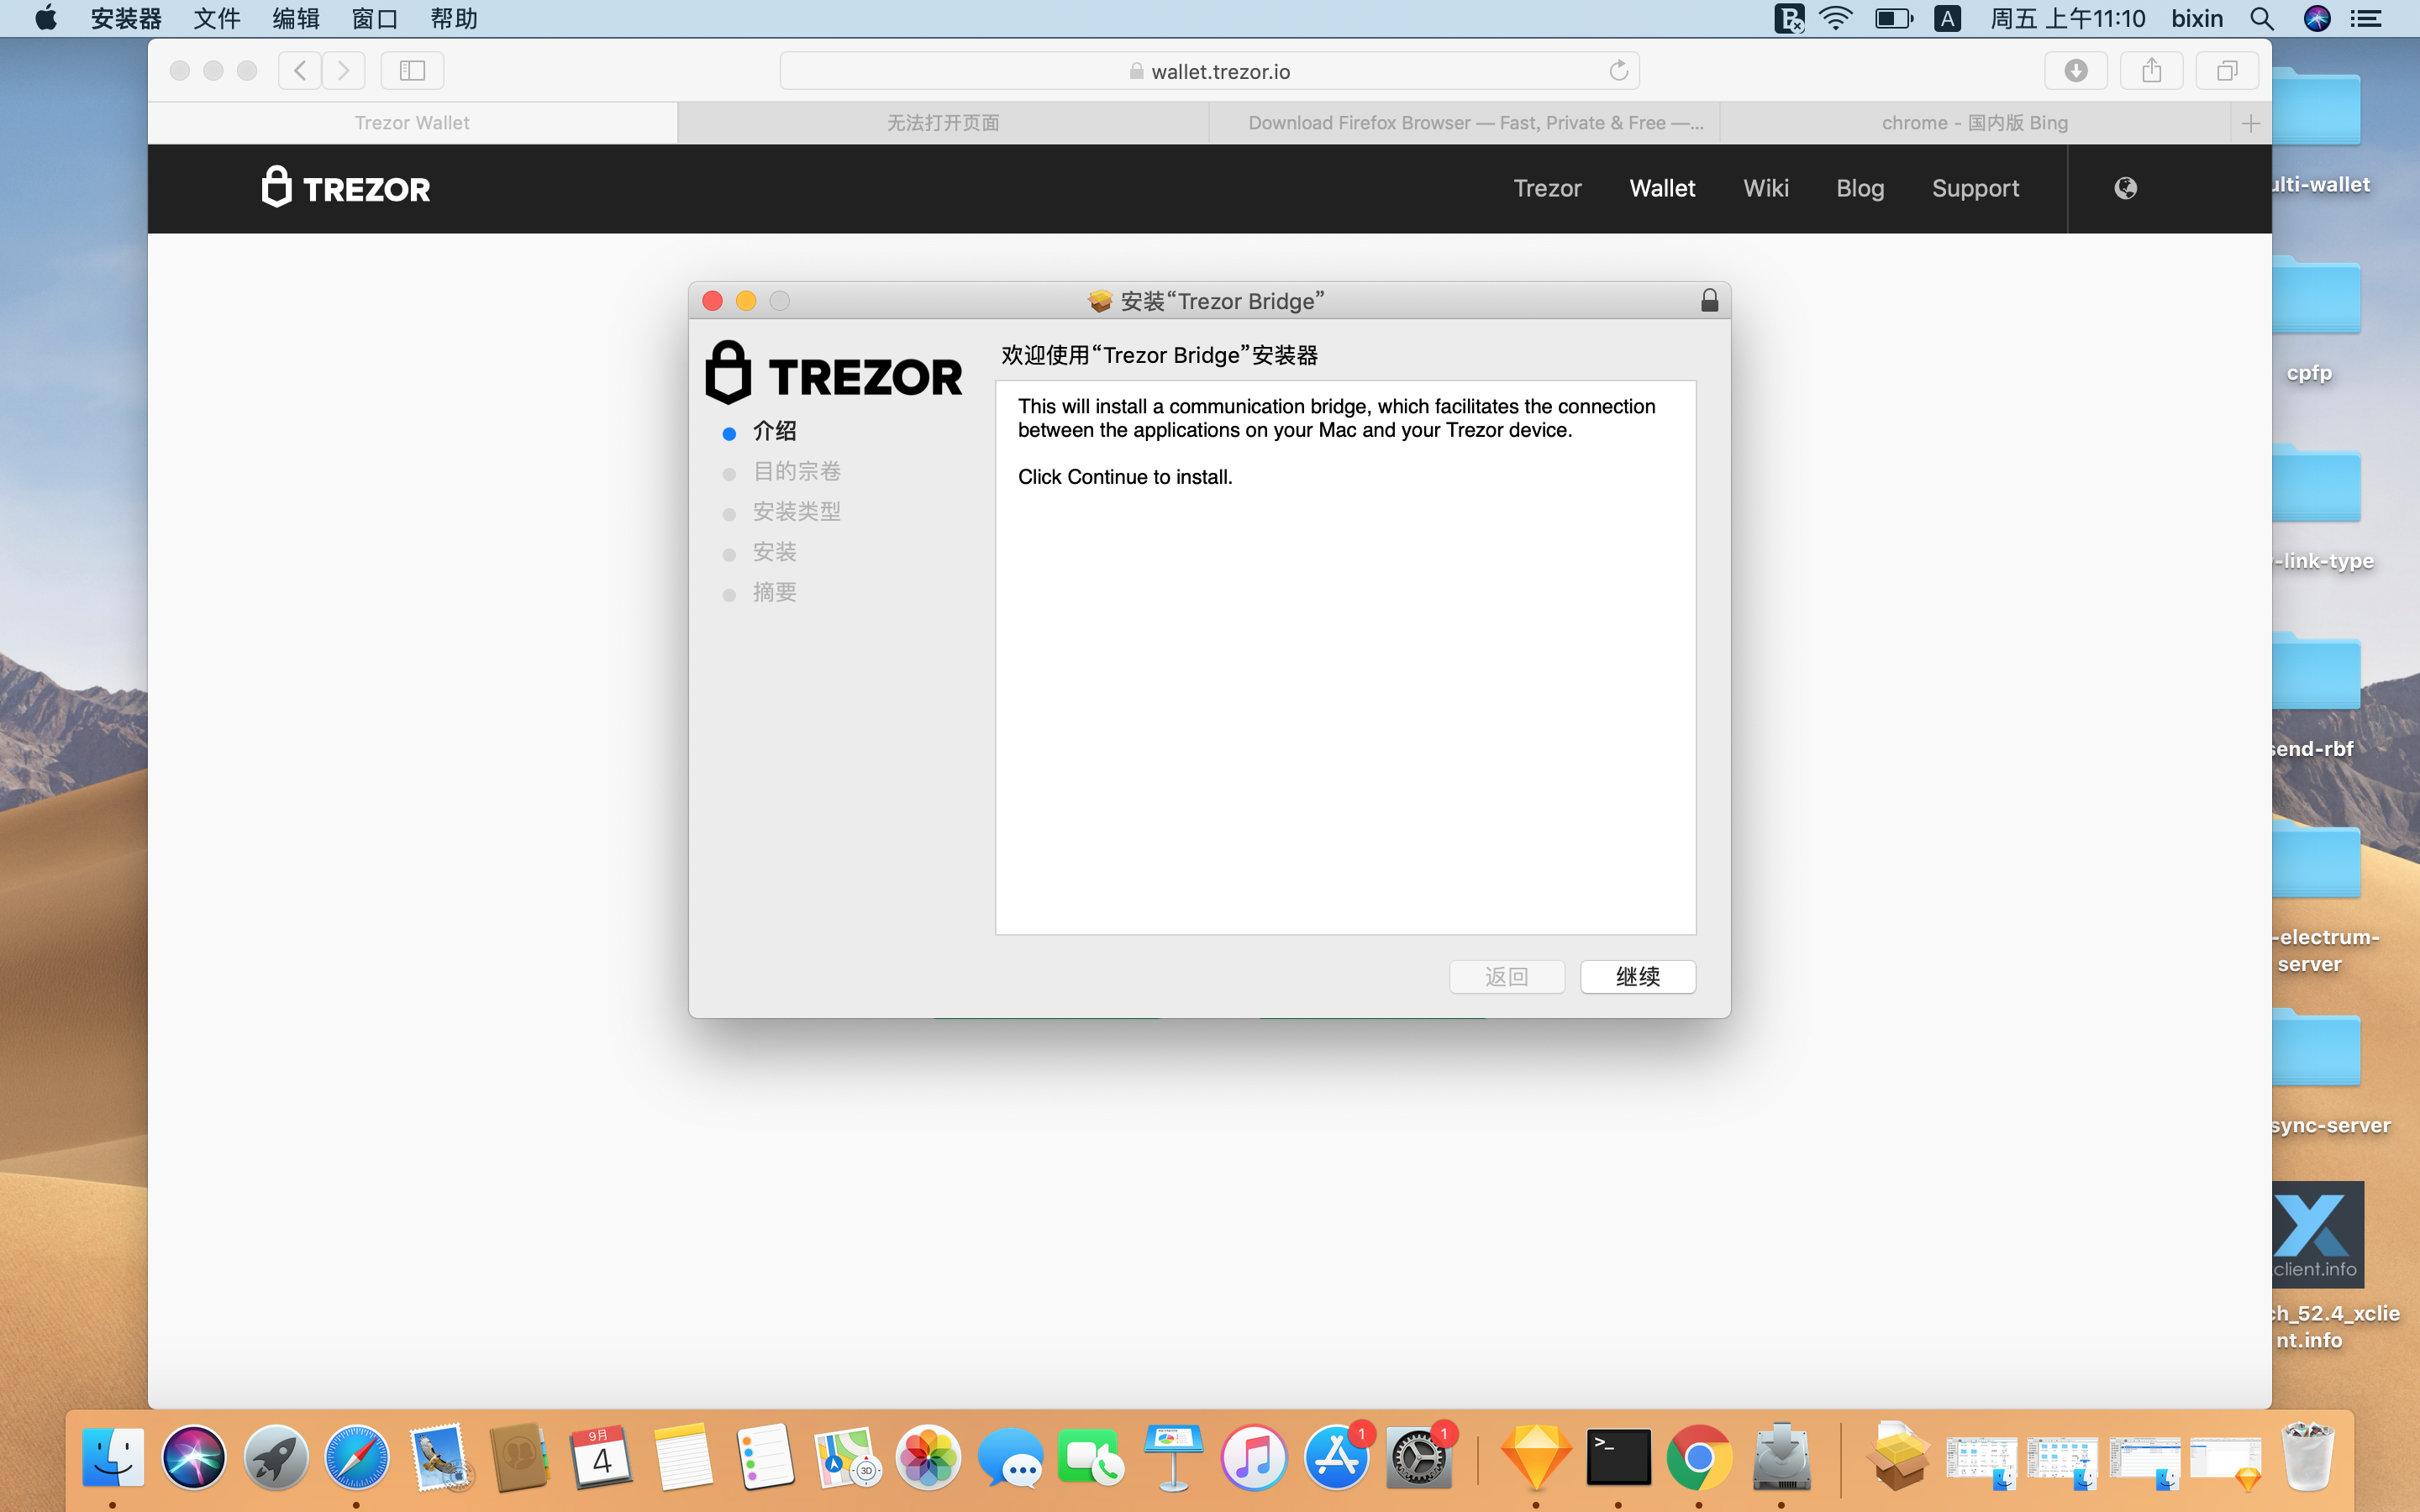 安装器 文件 编辑 窗口 帮助 A 周五 上午11:10 bixin
wallet.trezor.io
Trezor Wallet 无法打开页面 Download Firefox Browser — Fast, Private & Free —... chrome - 国内版 Bing
TREZOR Trezor Wallet Wiki Blog Support
ulti-wallet
安装“Trezor Bridge”
TREZOR
欢迎使用“Trezor Bridge”安装器
介绍
目的宗卷
安装类型
安装
摘要
This will install a communication bridge, which facilitates the connection
between the applications on your Mac and your Trezor device.
Click Continue to install.
返回 继续
cpfp
-link-type
send-rbf
-electrum-
server
sync-server
client.info
ch_52.4_xclie
nt.info
9月
4
3D
1
1
>_